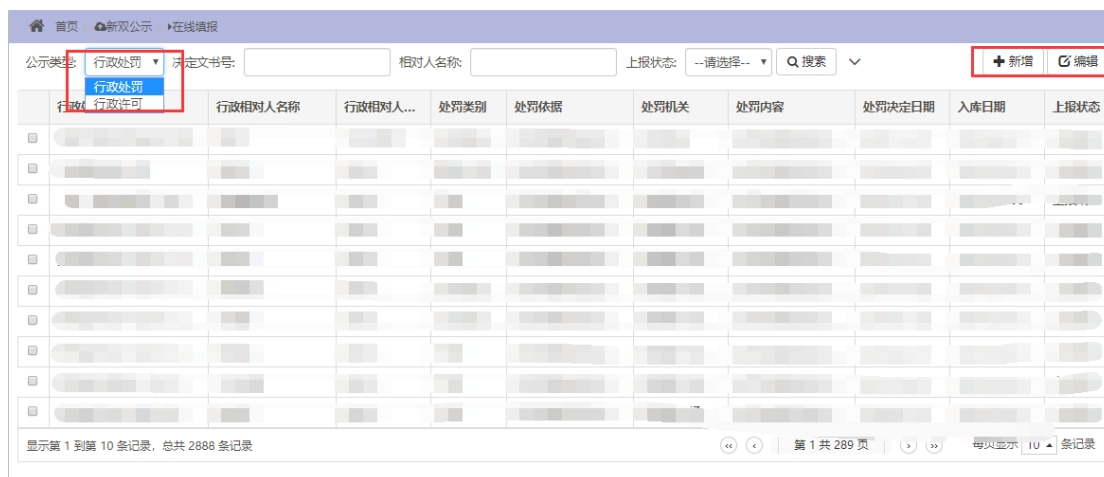 首页 新双公示 在线填报
公示类型: 行政处罚 决定文书号: 相对人名称: 上报状态: --请选择-- 搜索 新增 编辑
行政处罚
行政许可
行政 行政相对人名称 行政相对人... 处罚类别 处罚依据 处罚机关 处罚内容 处罚决定日期 入库日期 上报状态
显示第 1 到第 10 条记录，总共 2888 条记录 第 1 共 289 页 每页显示 10 条记录